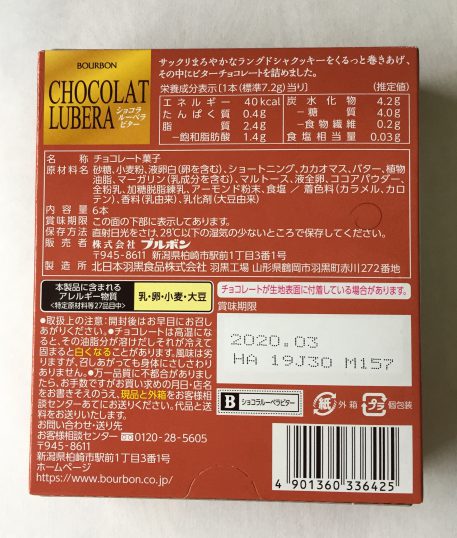 BOURBON
CHOCOLAT
LUBERA
ショコラ
ルーベラ
ビター
サックリまろやかなラングドシャクッキーをくるっと巻きあげ、
その中にビターチョコレートを詰めました。
栄養成分表示［1本（標準7.2g）当り］ （推定値）
エネルギー 40kcal 炭水化物 4.2g
たんぱく質 0.4g －糖質 4.0g
脂質 2.4g －食物繊維 0.2g
－飽和脂肪酸 1.4g 食塩相当量 0.03g
名称 チョコレート菓子
原材料名 砂糖、小麦粉、液卵白（卵を含む）、ショートニング、カカオマス、バター、植物
油脂、マーガリン（乳成分を含む）、マルトース、液全卵、ココアパウダー、
全粉乳、加糖脱脂練乳、アーモンド粉末、食塩／着色料（カラメル、カロ
テン）、香料（乳由来）、乳化剤（大豆由来）
内容量 6本
賞味期限 この面の下部に表示してあります。
保存方法 直射日光をさけ、28℃以下の湿気の少ないところで保存してください。
販売者 株式会社ブルボン
〒945-8611 新潟県柏崎市駅前1丁目3番1号
製造所 北日本羽黒食品株式会社 羽黒工場 山形県鶴岡市羽黒町赤川272番地
本製品に含まれる
アレルギー物質
＜特定原材料等27品目中＞
乳・卵・小麦・大豆
チョコレートが生地表面に付着している場合があります。
賞味期限
2020.03
HA 19J30 M157
●取扱上の注意：開封後はお早目にお召し
あがりください。●チョコレートは高温にな
ると、その油脂分が溶けだしそれが冷えて
固まると白くなることがあります。風味は劣
りますが、召しあがっても身体にさしさわり
ありません。●万一品質に不都合がありまし
たら、お手数ですがお買い求めの月日・店名
をお書きそえのうえ、現品と外箱をお客様相
談センターあてにお送りください。代品と送
料をお送りいたします。
お問い合わせ・送り先
お客様相談センター 0120-28-5605
〒945-8611
新潟県柏崎市駅前1丁目3番1号
ホームページ
https://www.bourbon.co.jp/
B ショコラルーベラビター
紙 外箱 プラ 個包装
4 901360 336425